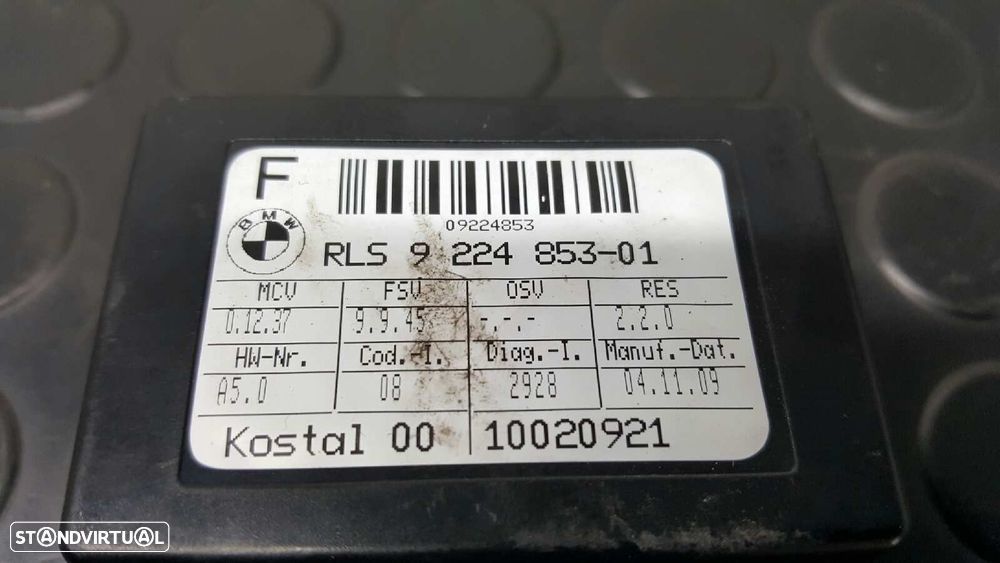 F
09224853
BMW
RLS 9 224 853-01
MCV FSV OSV RES
0.12.37 9.9.45 -.-.- 2.2.0
HW-Nr. Cod.-I. Diag.-I. Manuf.-Dat.
A5.0 08 2928 04.11.09
Kostal 00 10020921
STANDVIRTUAL